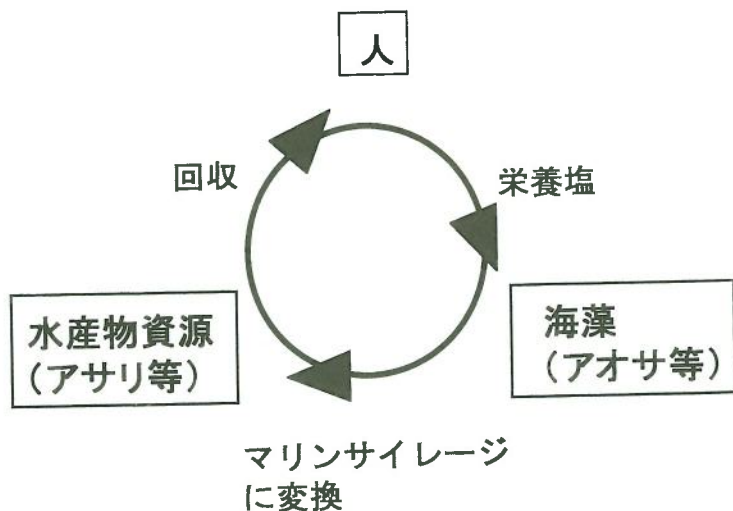 人
回収
栄養塩
水産物資源
（アサリ等）
海藻
（アオサ等）
マリンサイレージ
に変換